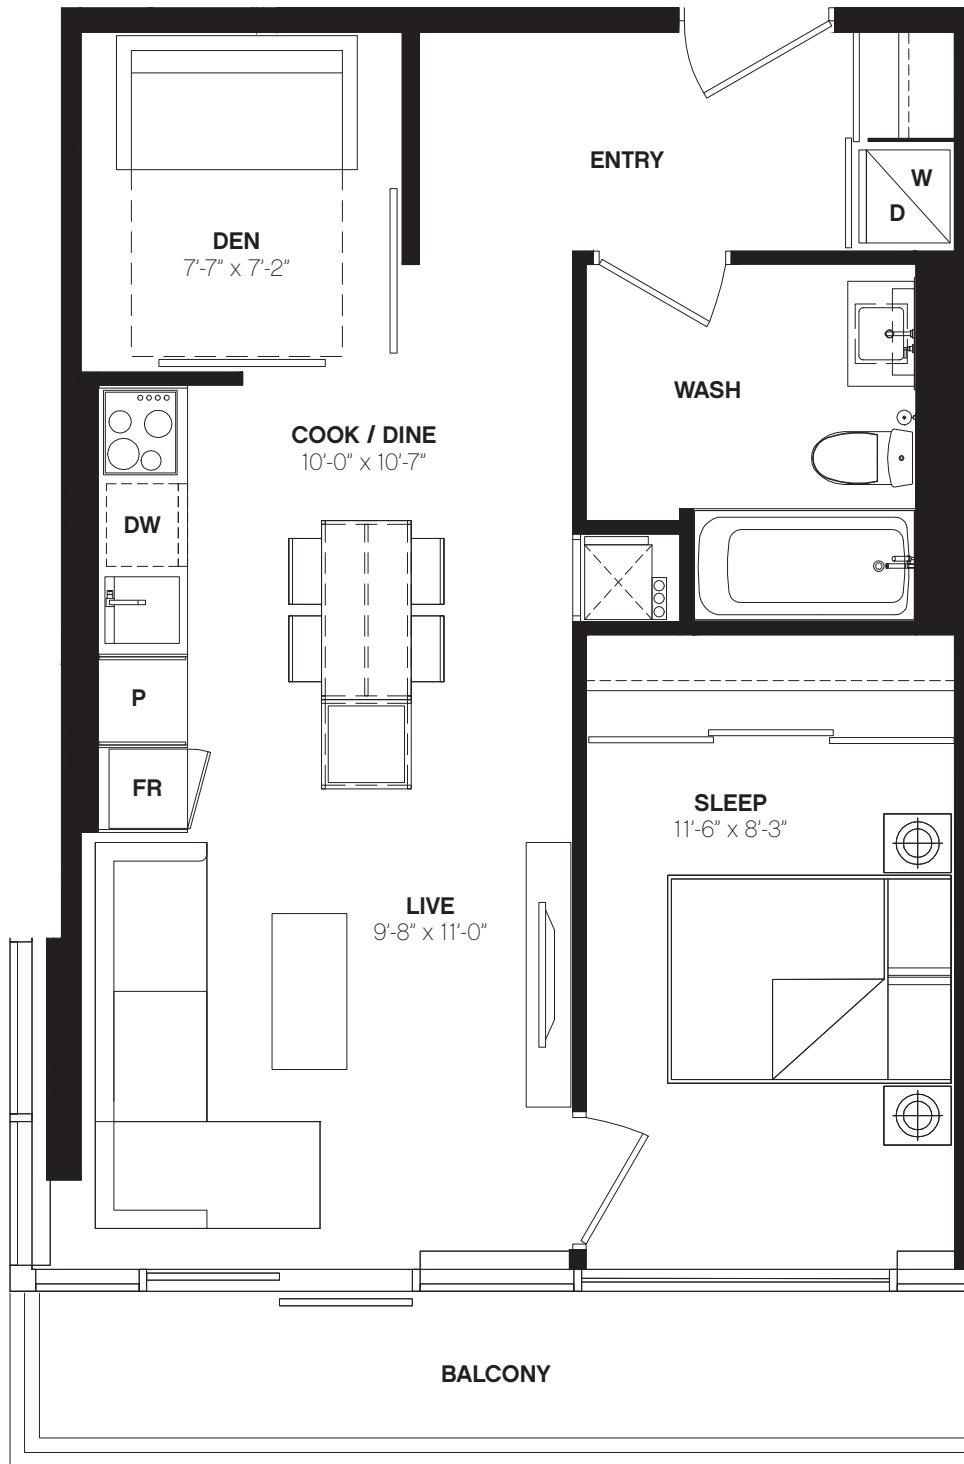 ENTRY
W
D
DEN
7'-7" x 7'-2"
WASH
COOK / DINE
10'-0" x 10'-7"
DW
P
FR
SLEEP
11'-6" x 8'-3"
LIVE
9'-8" x 11'-0"
BALCONY